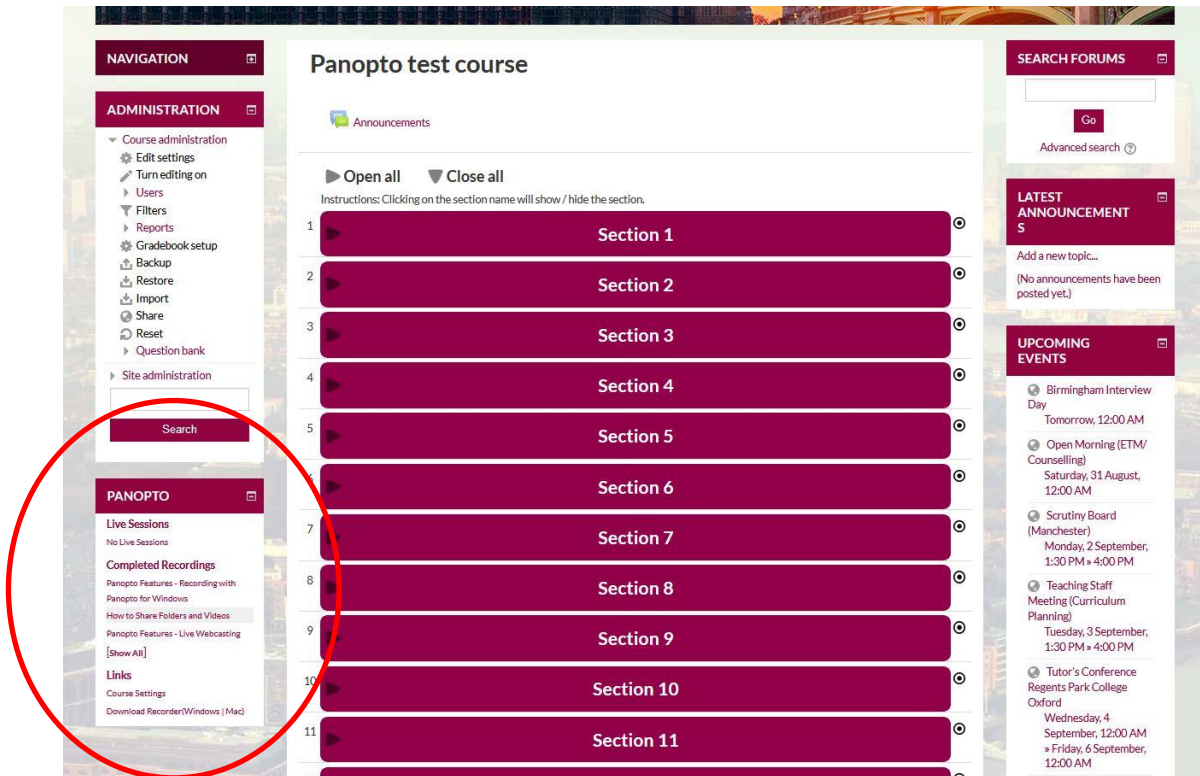 NAVIGATION
ADMINISTRATION
Course administration
Edit settings
Turn editing on
Users
Filters
Reports
Gradebook setup
Backup
Restore
Import
Share
Reset
Question bank
Site administration
Search
PANOPTO
Live Sessions
No Live Sessions
Completed Recordings
Panopto Features - Recording with
Panopto for Windows
How to Share Folders and Videos
Panopto Features - Live Webcasting
[Show All]
Links
Course Settings
Download Recorder(Windows | Mac)
Panopto test course
Announcements
Open all Close all
Instructions: Clicking on the section name will show / hide the section.
1 Section 1
2 Section 2
3 Section 3
4 Section 4
5 Section 5
Section 6
7 Section 7
8 Section 8
9 Section 9
10 Section 10
11 Section 11
SEARCH FORUMS
Go
Advanced search
LATEST
ANNOUNCEMENT
S
Add a new topic...
(No announcements have been
posted yet.)
UPCOMING
EVENTS
Birmingham Interview
Day
Tomorrow, 12:00 AM
Open Morning (ETM/
Counselling)
Saturday, 31 August,
12:00 AM
Scrutiny Board
(Manchester)
Monday, 2 September,
1:30 PM » 4:00 PM
Teaching Staff
Meeting (Curriculum
Planning)
Tuesday, 3 September,
1:30 PM » 4:00 PM
Tutor's Conference
Regents Park College
Oxford
Wednesday, 4
September, 12:00 AM
» Friday, 6 September,
12:00 AM